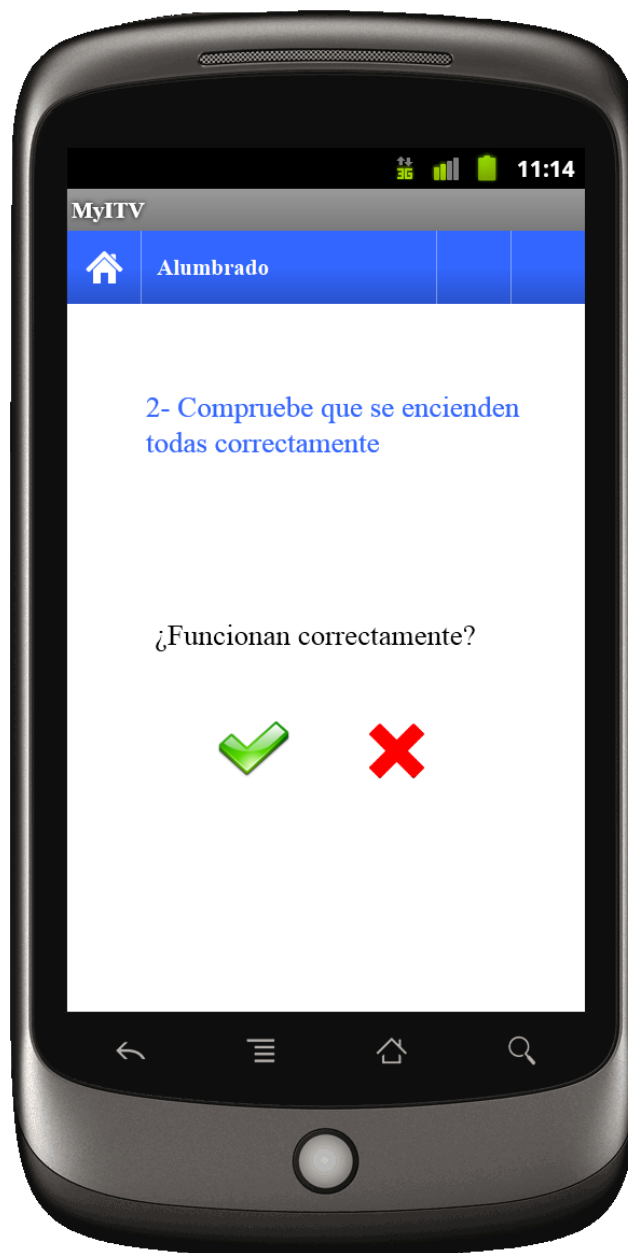 3G 11:14
MyITV
Alumbrado
2- Compruebe que se encienden
todas correctamente
¿Funcionan correctamente?